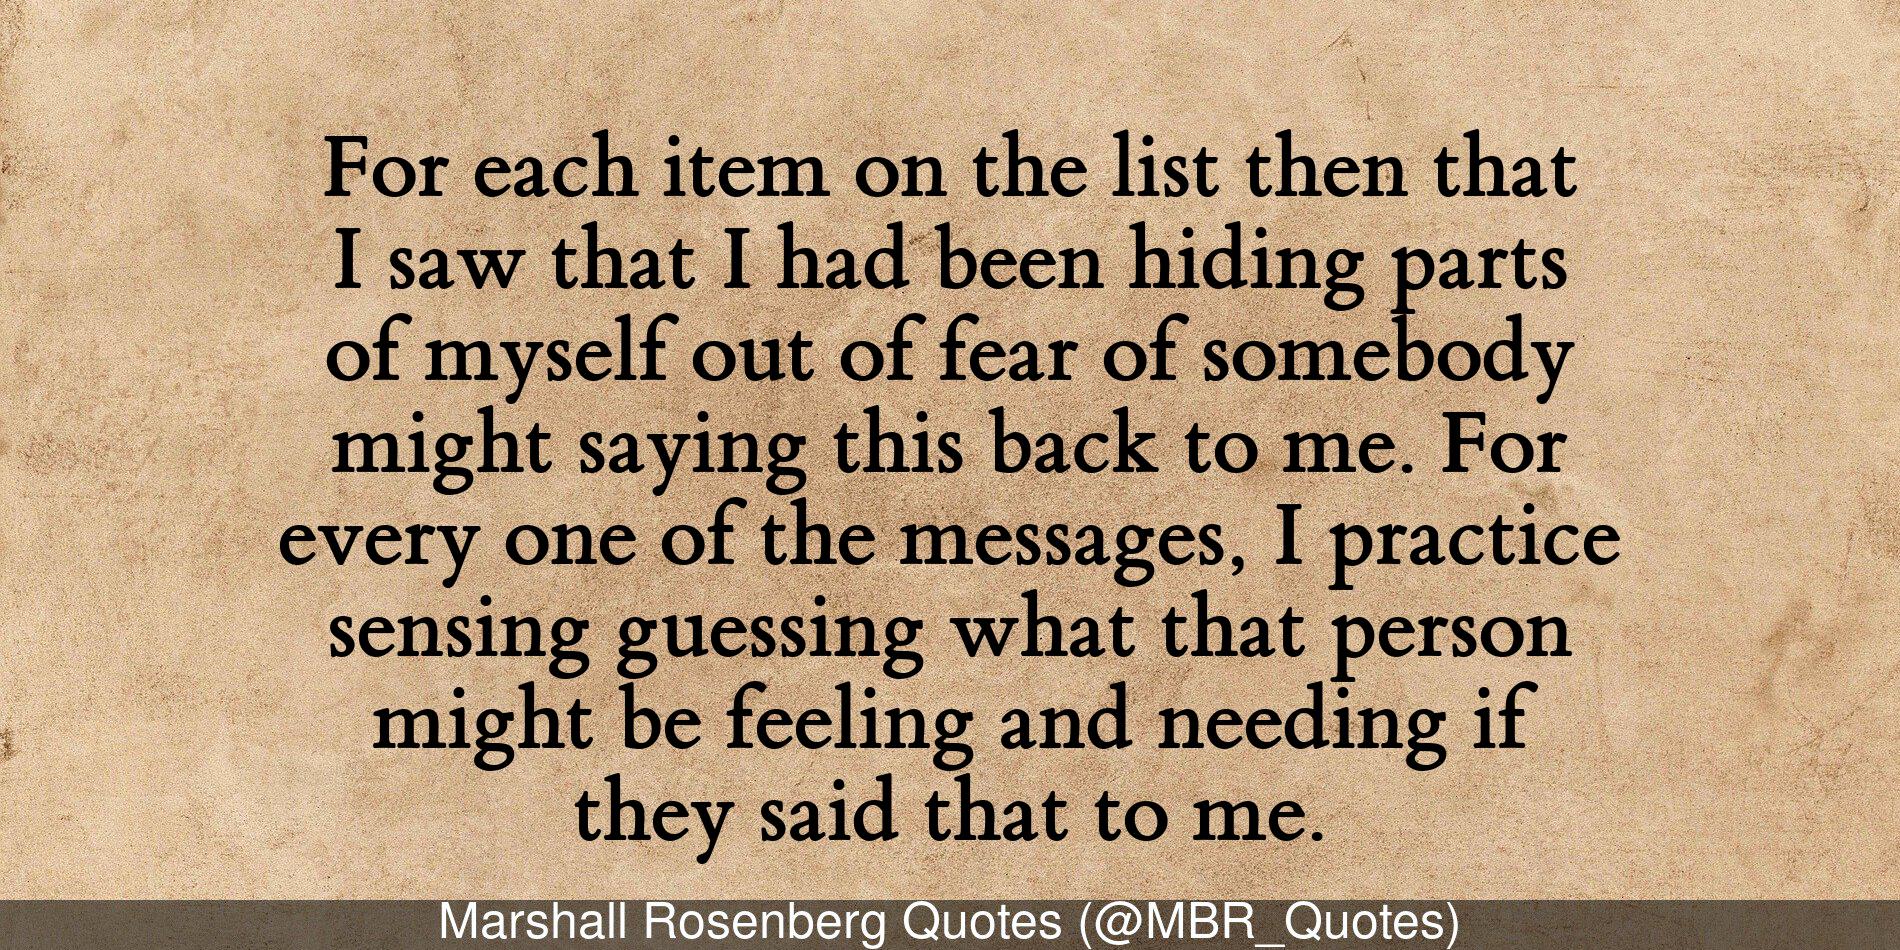 For each item on the list then that
I saw that I had been hiding parts
of myself out of fear of somebody
might saying this back to me. For
every one of the messages, I practice
sensing guessing what that person
might be feeling and needing if
they said that to me.
Marshall Rosenberg Quotes (@MBR_Quotes)